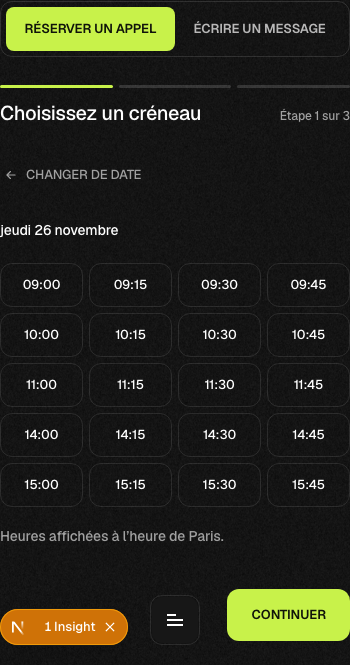 RÉSERVER UN APPEL ÉCRIRE UN MESSAGE
Choisissez un créneau Étape 1 sur 3
← CHANGER DE DATE
jeudi 26 novembre
09:00 09:15 09:30 09:45
10:00 10:15 10:30 10:45
11:00 11:15 11:30 11:45
14:00 14:15 14:30 14:45
15:00 15:15 15:30 15:45
Heures affichées à l'heure de Paris.
N 1 Insight CONTINUER